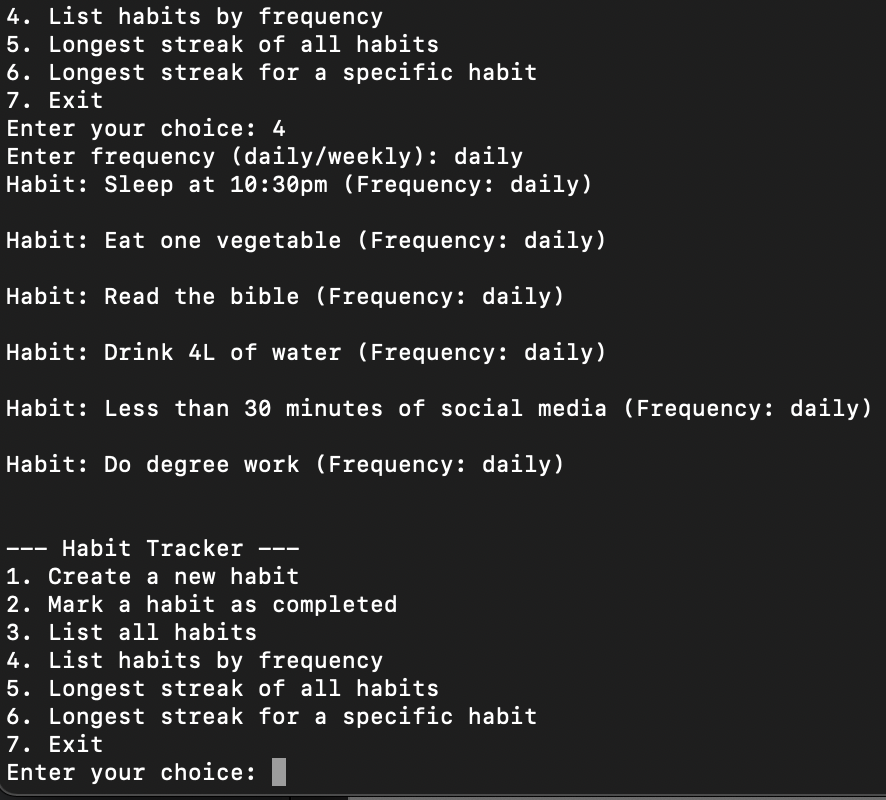 4. List habits by frequency
5. Longest streak of all habits
6. Longest streak for a specific habit
7. Exit
Enter your choice: 4
Enter frequency (daily/weekly): daily
Habit: Sleep at 10:30pm (Frequency: daily)
Habit: Eat one vegetable (Frequency: daily)
Habit: Read the bible (Frequency: daily)
Habit: Drink 4L of water (Frequency: daily)
Habit: Less than 30 minutes of social media (Frequency: daily)
Habit: Do degree work (Frequency: daily)
--- Habit Tracker ---
1. Create a new habit
2. Mark a habit as completed
3. List all habits
4. List habits by frequency
5. Longest streak of all habits
6. Longest streak for a specific habit
7. Exit
Enter your choice: